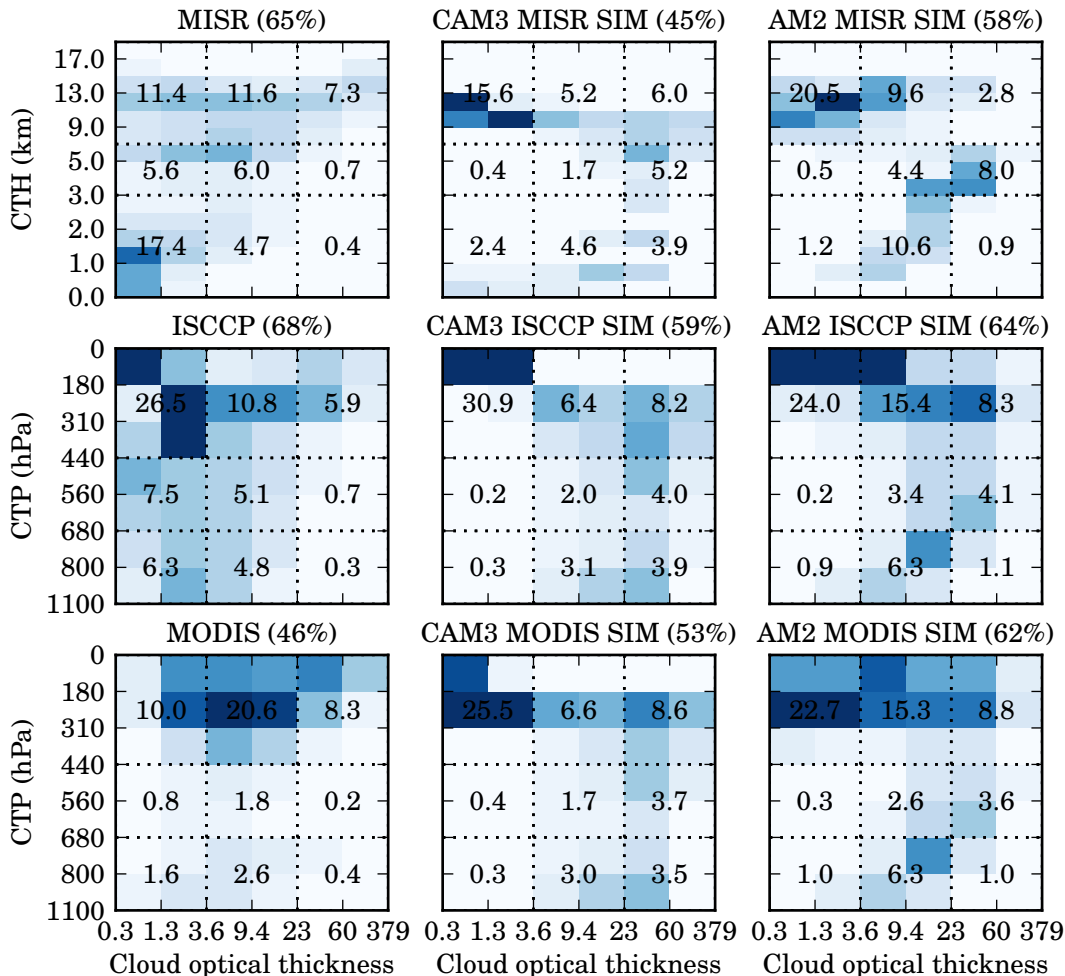 MISR (65%) CAM3 MISR SIM (45%) AM2 MISR SIM (58%)
17.0
13.0 11.4 11.6 7.3 15.6 5.2 6.0 20.5 9.6 2.8
9.0
CTH (km)
5.0 5.6 6.0 0.7 0.4 1.7 5.2 0.5 4.4 8.0
3.0
2.0
17.4 4.7 0.4 2.4 4.6 3.9 1.2 10.6 0.9
1.0
0.0
ISCCP (68%) CAM3 ISCCP SIM (59%) AM2 ISCCP SIM (64%)
0
180
26.5 10.8 5.9 30.9 6.4 8.2 24.0 15.4 8.3
310
CTP (hPa)
440
560 7.5 5.1 0.7 0.2 2.0 4.0 0.2 3.4 4.1
680
800 6.3 4.8 0.3 0.3 3.1 3.9 0.9 6.3 1.1
1100
MODIS (46%) CAM3 MODIS SIM (53%) AM2 MODIS SIM (62%)
0
180
10.0 20.6 8.3 25.5 6.6 8.6 22.7 15.3 8.8
310
CTP (hPa)
440
560 0.8 1.8 0.2 0.4 1.7 3.7 0.3 2.6 3.6
680
800 1.6 2.6 0.4 0.3 3.0 3.5 1.0 6.3 1.0
1100
0.3 1.3 3.6 9.4 23 60 379 0.3 1.3 3.6 9.4 23 60 379 0.3 1.3 3.6 9.4 23 60 379
Cloud optical thickness Cloud optical thickness Cloud optical thickness